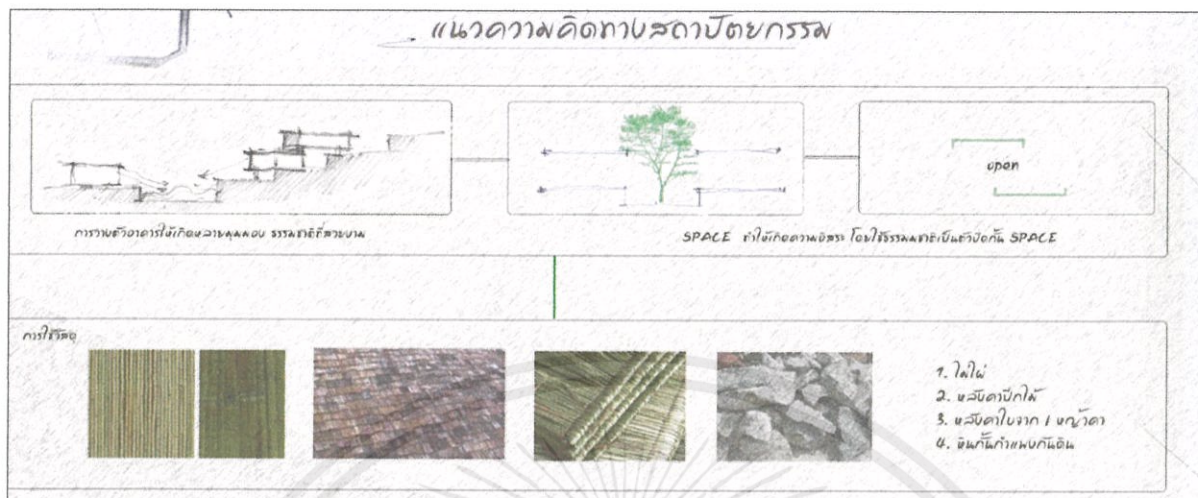 แนวความคิดทางสถาปัตยกรรม
open
การวางตัวอาคารให้เกิดหลายมุมมอง ธรรมชาติที่สวยงาม
SPACE ทำให้เกิดความอิสระ โดยใช้ธรรมชาติเป็นตัวปิดกั้น SPACE
การใช้วัสดุ
1. ไม้ไผ่
2. หลังคาปีกไม้
3. หลังคาใบจาก / หญ้าคา
4. หินกั้นกำแพงกันดิน